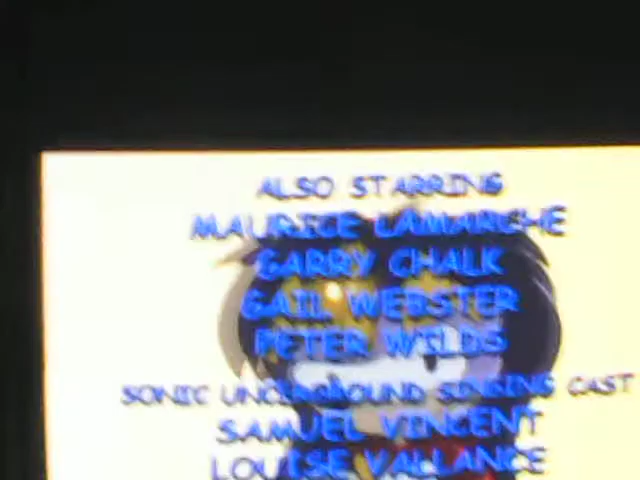 ALSO STARRING
MAURICE LAMARCHE
GARRY CHALK
GAIL WEBSTER
PETER WILDS
SONIC UNDERGROUND SINGING CAST
SAMUEL VINCENT
LOUISE VALLANCE